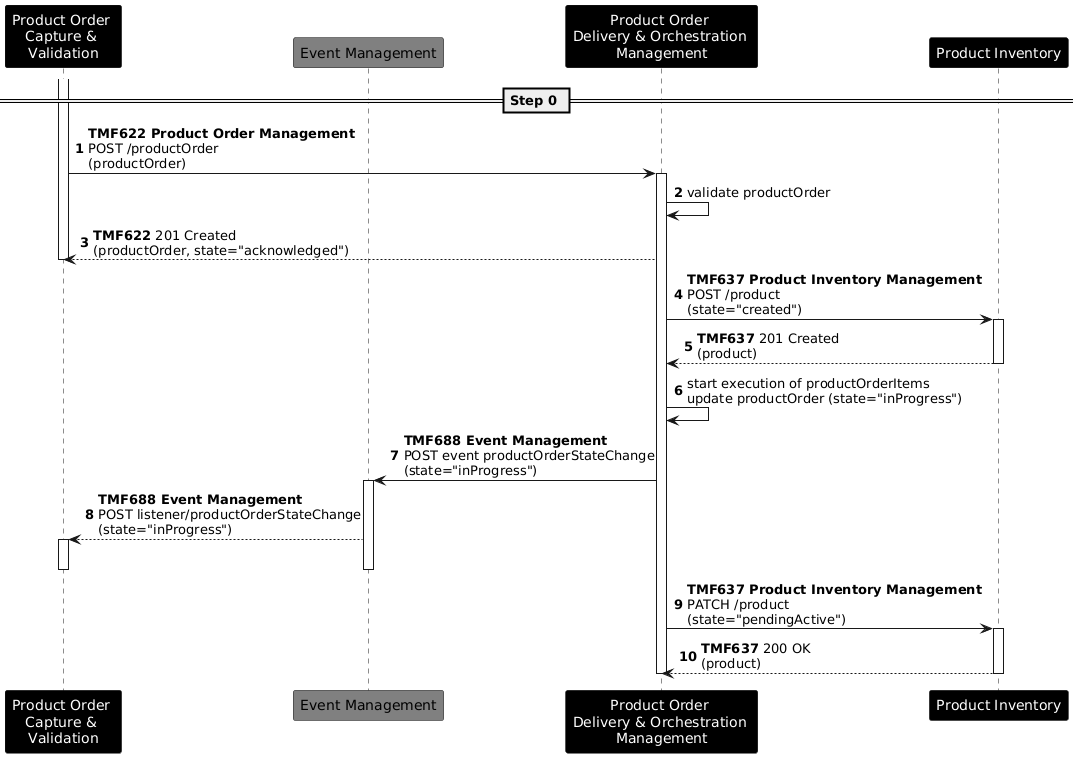 Product Order
Capture &
Validation
Event Management
Product Order
Delivery & Orchestration
Management
Product Inventory
Step 0
TMF622 Product Order Management
1 POST /productOrder
(productOrder)
2 validate productOrder
TMF622 201 Created
3
(productOrder, state="acknowledged")
TMF637 Product Inventory Management
4 POST /product
(state="created")
TMF637 201 Created
5
(product)
start execution of productOrderItems
6
update productOrder (state="inProgress")
TMF688 Event Management
7 POST event productOrderStateChange
(state="inProgress")
TMF688 Event Management
8 POST listener/productOrderStateChange
(state="inProgress")
TMF637 Product Inventory Management
9 PATCH /product
(state="pendingActive")
TMF637 200 OK
10
(product)
Product Order
Capture &
Validation
Event Management
Product Order
Delivery & Orchestration
Management
Product Inventory